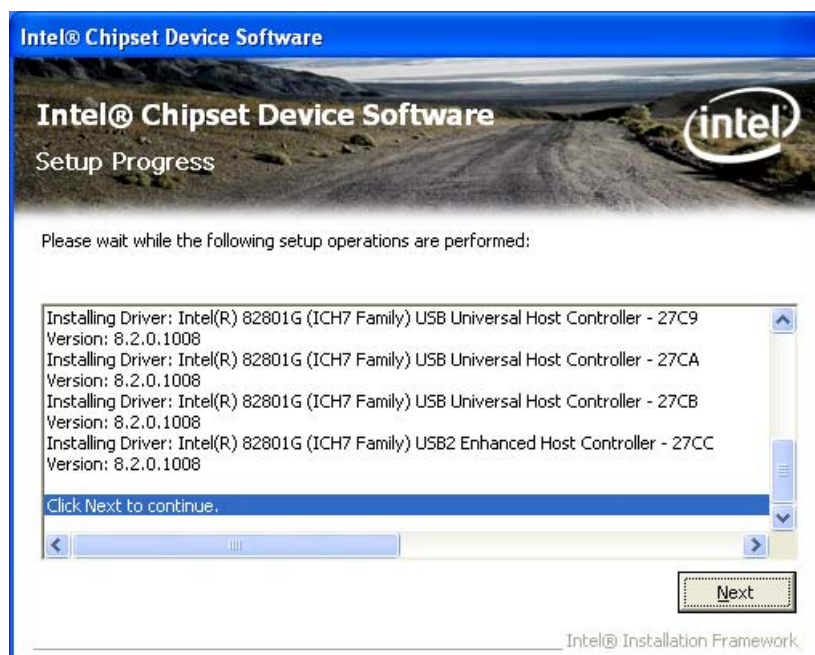 Intel® Chipset Device Software
Intel® Chipset Device Software
intel
Setup Progress
Please wait while the following setup operations are performed:
Installing Driver: Intel(R) 82801G (ICH7 Family) USB Universal Host Controller - 27C9
Version: 8.2.0.1008
Installing Driver: Intel(R) 82801G (ICH7 Family) USB Universal Host Controller - 27CA
Version: 8.2.0.1008
Installing Driver: Intel(R) 82801G (ICH7 Family) USB Universal Host Controller - 27CB
Version: 8.2.0.1008
Installing Driver: Intel(R) 82801G (ICH7 Family) USB2 Enhanced Host Controller - 27CC
Version: 8.2.0.1008
Click Next to continue.
Next
Intel® Installation Framework